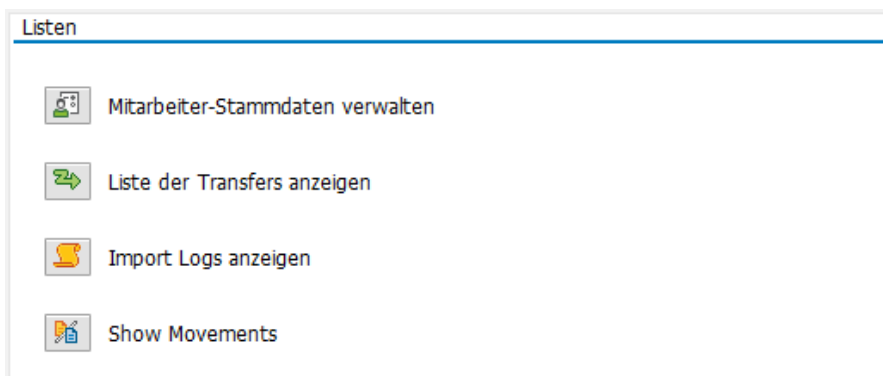 Listen
Mitarbeiter-Stammdaten verwalten
Liste der Transfers anzeigen
Import Logs anzeigen
Show Movements